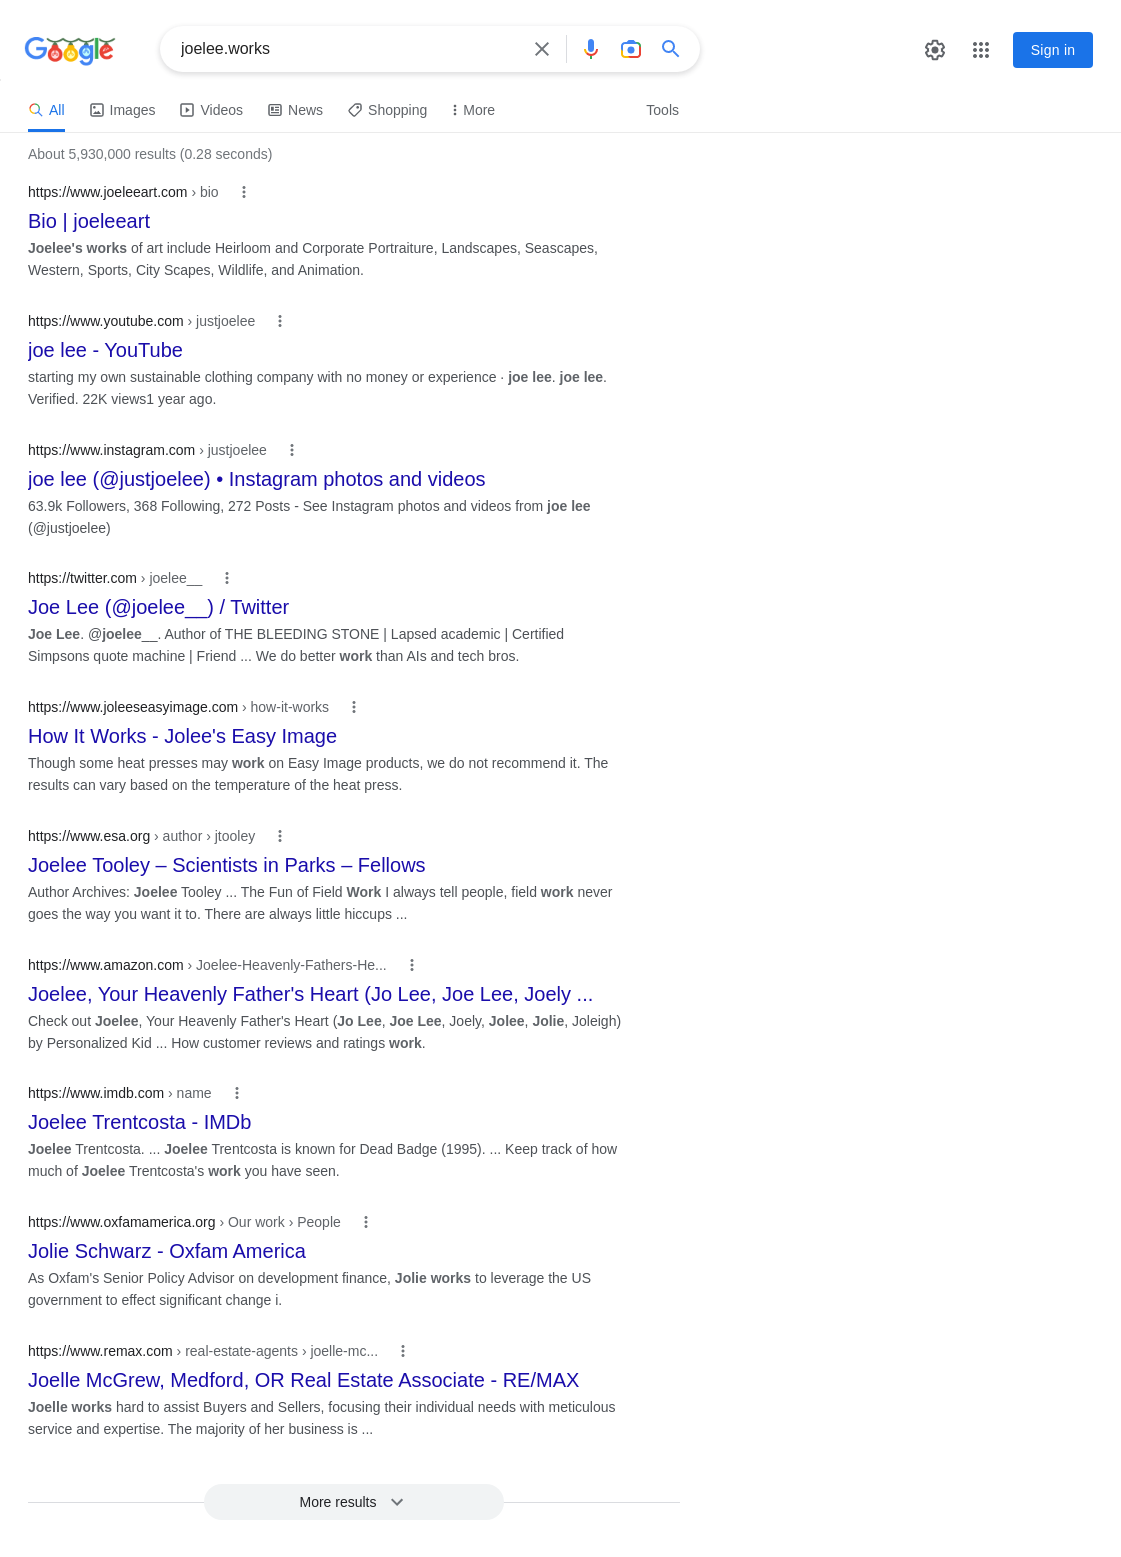 Google
joelee.works
Sign in
All Images Videos News Shopping More Tools
About 5,930,000 results (0.28 seconds)
https://www.joeleeart.com › bio
Bio | joeleeart
Joelee's works of art include Heirloom and Corporate Portraiture, Landscapes, Seascapes,
Western, Sports, City Scapes, Wildlife, and Animation.
https://www.youtube.com › justjoelee
joe lee - YouTube
starting my own sustainable clothing company with no money or experience · joe lee. joe lee.
Verified. 22K views1 year ago.
https://www.instagram.com › justjoelee
joe lee (@justjoelee) • Instagram photos and videos
63.9k Followers, 368 Following, 272 Posts - See Instagram photos and videos from joe lee
(@justjoelee)
https://twitter.com › joelee__
Joe Lee (@joelee__) / Twitter
Joe Lee. @joelee__. Author of THE BLEEDING STONE | Lapsed academic | Certified
Simpsons quote machine | Friend ... We do better work than AIs and tech bros.
https://www.joleeseasyimage.com › how-it-works
How It Works - Jolee's Easy Image
Though some heat presses may work on Easy Image products, we do not recommend it. The
results can vary based on the temperature of the heat press.
https://www.esa.org › author › jtooley
Joelee Tooley – Scientists in Parks – Fellows
Author Archives: Joelee Tooley ... The Fun of Field Work I always tell people, field work never
goes the way you want it to. There are always little hiccups ...
https://www.amazon.com › Joelee-Heavenly-Fathers-He...
Joelee, Your Heavenly Father's Heart (Jo Lee, Joe Lee, Joely ...
Check out Joelee, Your Heavenly Father's Heart (Jo Lee, Joe Lee, Joely, Jolee, Jolie, Joleigh)
by Personalized Kid ... How customer reviews and ratings work.
https://www.imdb.com › name
Joelee Trentcosta - IMDb
Joelee Trentcosta. ... Joelee Trentcosta is known for Dead Badge (1995). ... Keep track of how
much of Joelee Trentcosta's work you have seen.
https://www.oxfamamerica.org › Our work › People
Jolie Schwarz - Oxfam America
As Oxfam's Senior Policy Advisor on development finance, Jolie works to leverage the US
government to effect significant change i.
https://www.remax.com › real-estate-agents › joelle-mc...
Joelle McGrew, Medford, OR Real Estate Associate - RE/MAX
Joelle works hard to assist Buyers and Sellers, focusing their individual needs with meticulous
service and expertise. The majority of her business is ...
More results